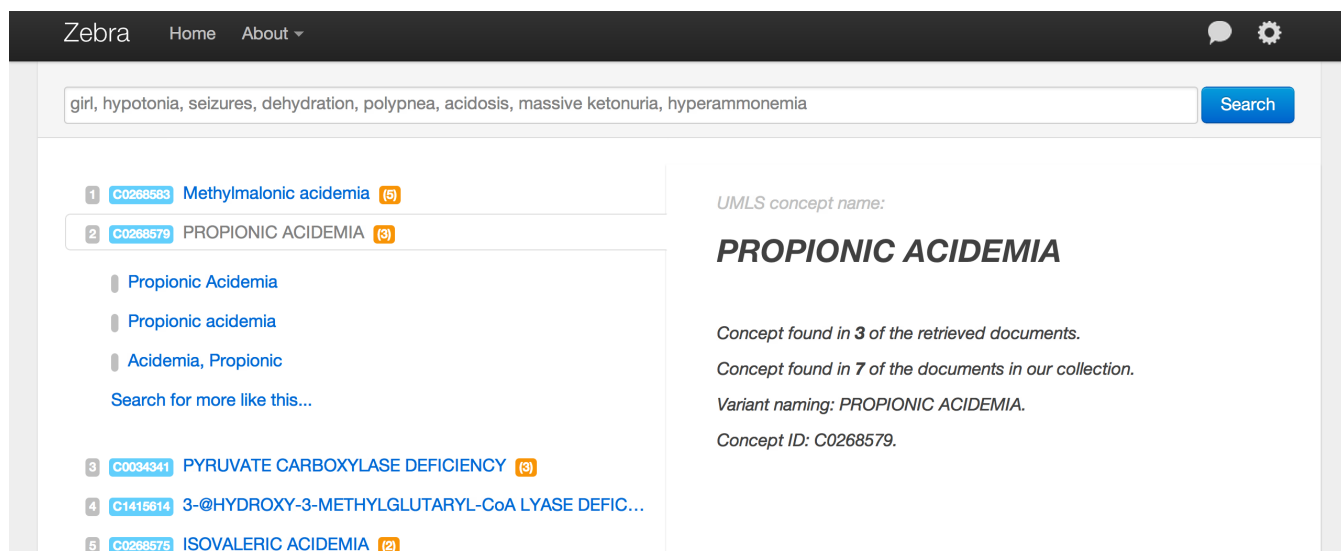 Zebra Home About
girl, hypotonia, seizures, dehydration, polypnea, acidosis, massive ketonuria, hyperammonemia Search
1 C0268583 Methylmalonic acidemia (5)
2 C0268579 PROPIONIC ACIDEMIA (3)
Propionic Acidemia
Propionic acidemia
Acidemia, Propionic
Search for more like this...
3 C0034341 PYRUVATE CARBOXYLASE DEFICIENCY (3)
4 C1415614 3-@HYDROXY-3-METHYLGLUTARYL-CoA LYASE DEFIC...
5 C0268575 ISOVALERIC ACIDEMIA (2)
UMLS concept name:
PROPIONIC ACIDEMIA
Concept found in 3 of the retrieved documents.
Concept found in 7 of the documents in our collection.
Variant naming: PROPIONIC ACIDEMIA.
Concept ID: C0268579.